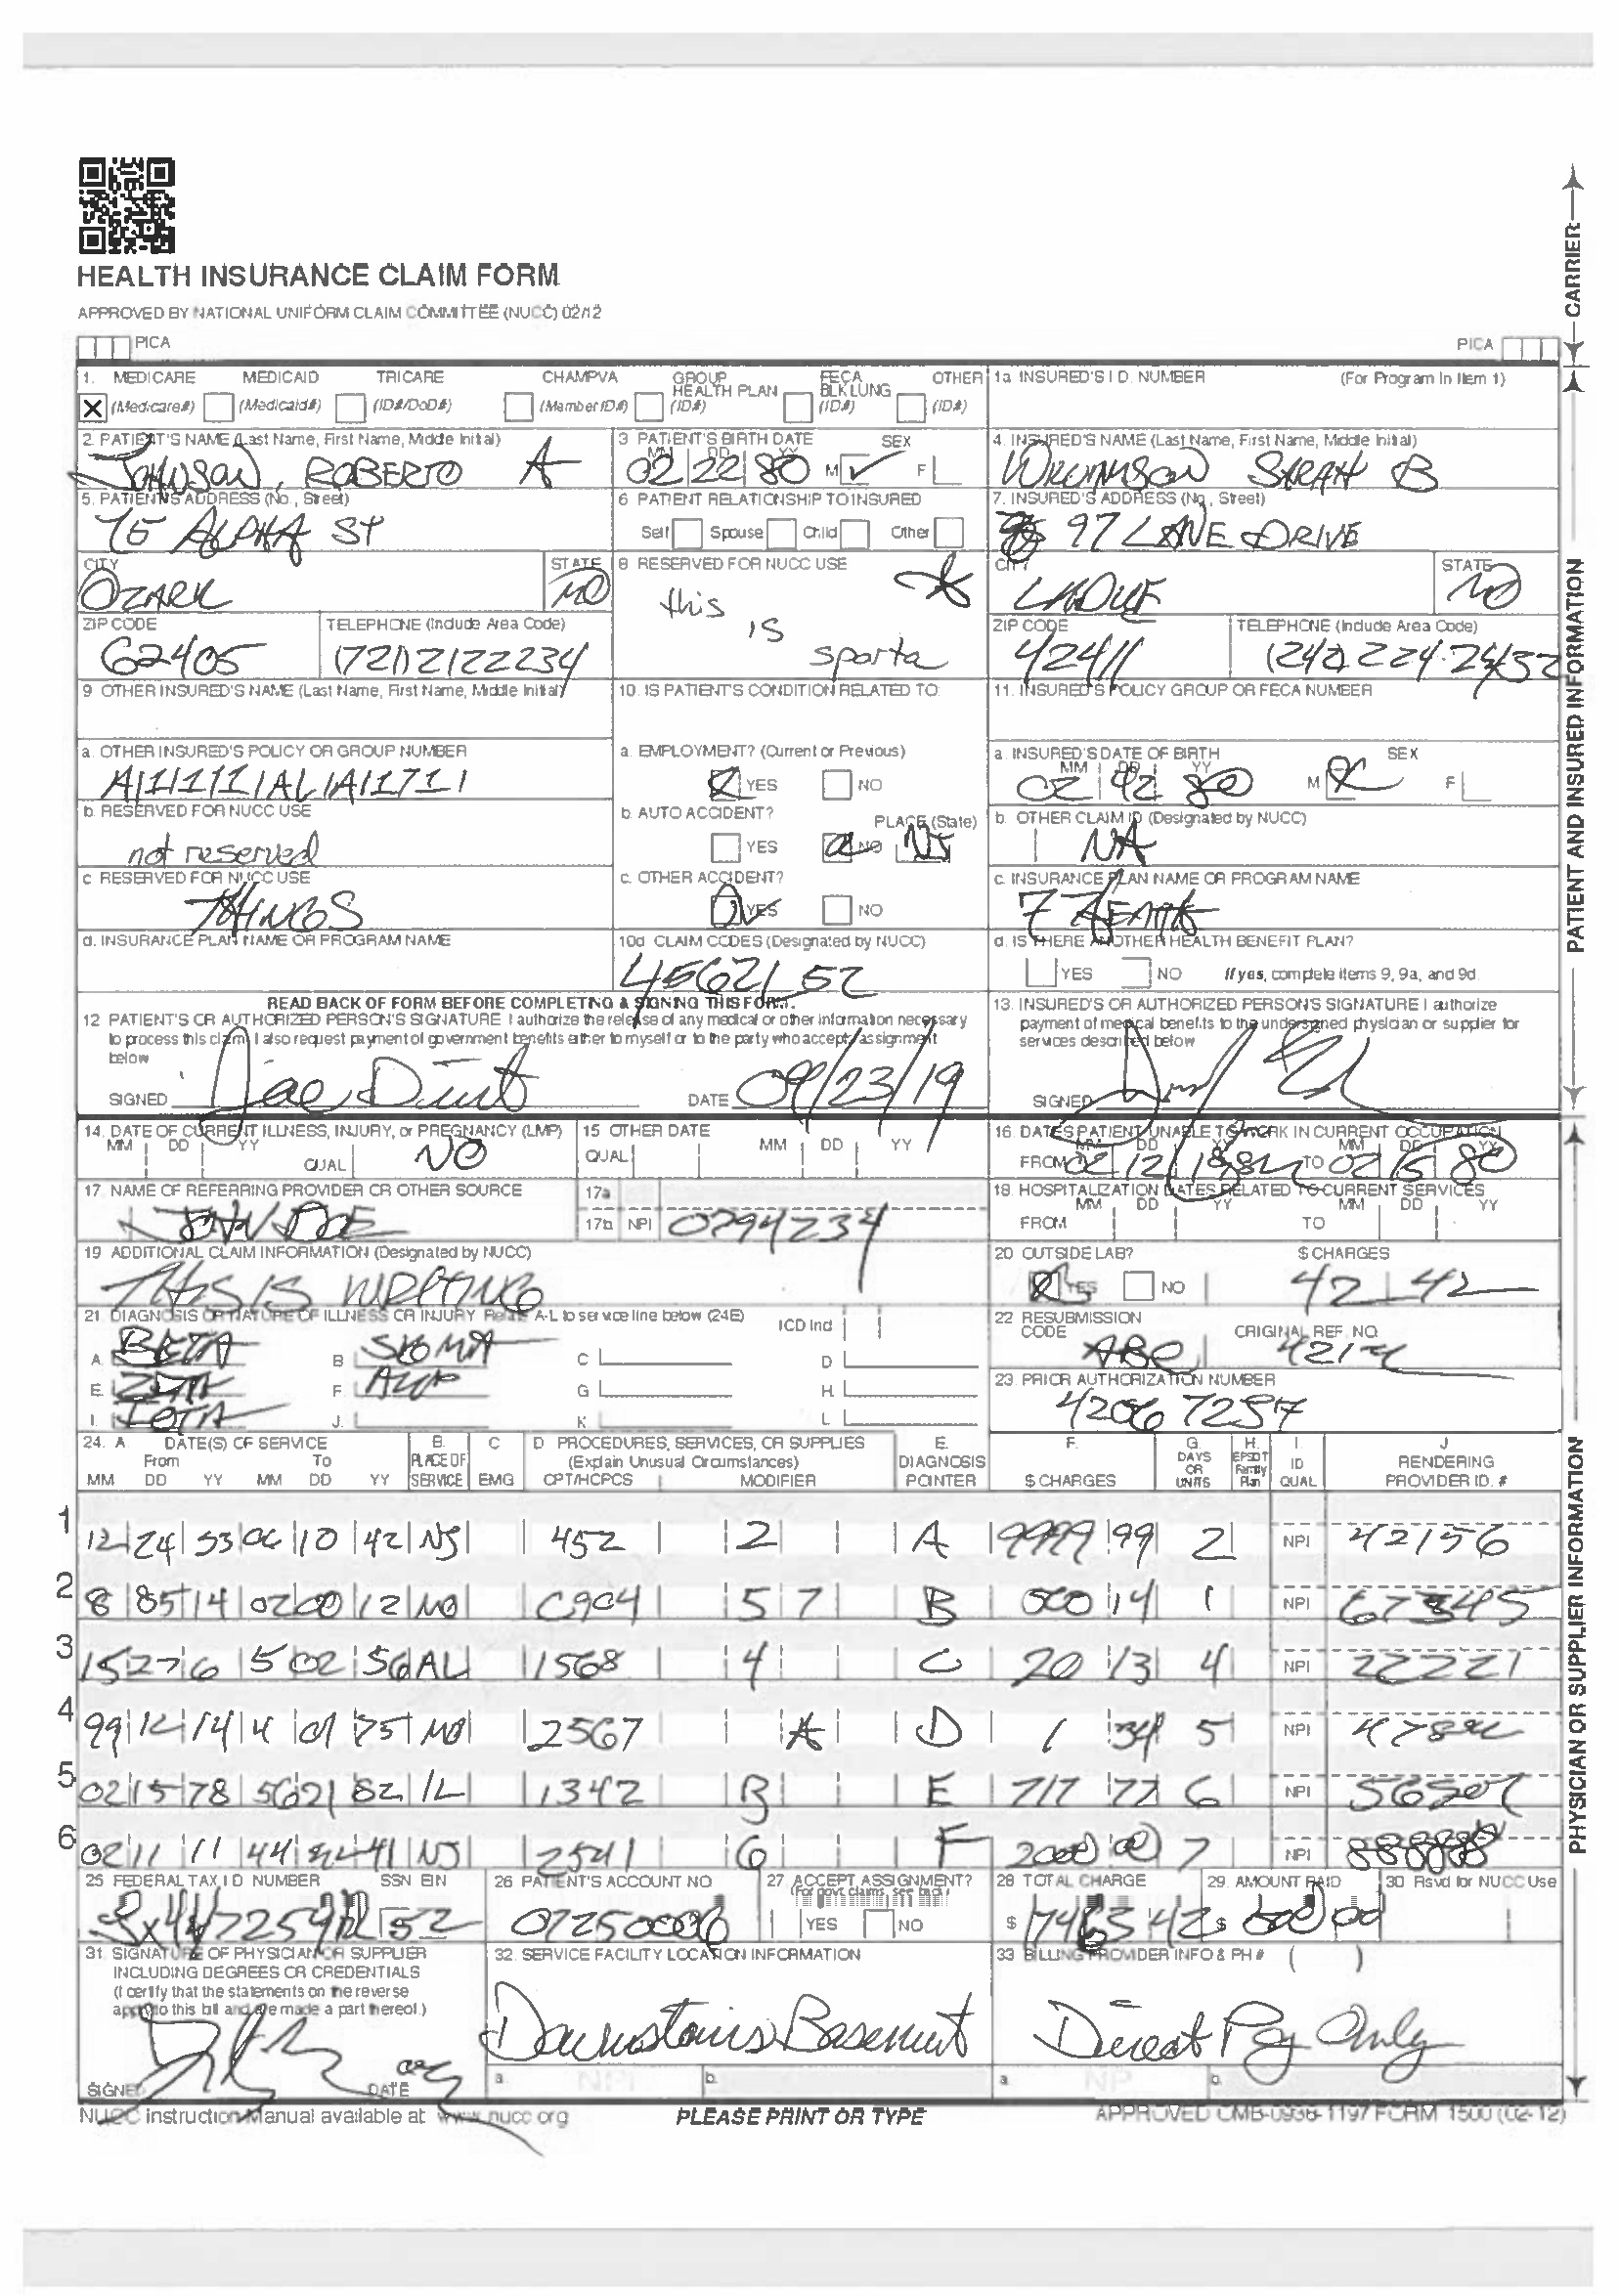 HEALTH INSURANCE CLAIM FORM
APPROVED BY NATIONAL UNIFORM CLAIM COMMITTEE (NUCC) 02/12
PICA PICA
CARRIER
1. MEDICARE MEDICAID TRICARE CHAMPVA GROUP HEALTH PLAN FECA BLK LUNG OTHER 1a INSURED'S I D. NUMBER (For Program In Item 1)
X (Medicare#) (Medicaid#) (ID#/DoD#) (Member ID#) (ID#) (ID#) (ID#)
2. PATIENT'S NAME (Last Name, First Name, Middle Initial) 3 PATIENT'S BIRTH DATE SEX 4. INSURED'S NAME (Last Name, First Name, Middle Initial)
MM DD YY
JOHNSON, ROBERTO A 02 22 80 M F SARAH B
5. PATIENT'S ADDRESS (No., Street) 6 PATIENT RELATIONSHIP TO INSURED 7. INSURED'S ADDRESS (No., Street)
75 ALPHA ST Self Spouse Child Other 97 LANE DRIVE
CITY STATE 8 RESERVED FOR NUCC USE CITY STATE
OZARK MO this is sparta LADUE MO
ZIP CODE TELEPHONE (Include Area Code) ZIP CODE TELEPHONE (Include Area Code)
62405 (721)2122234 42411 (242) 224-
9 OTHER INSURED'S NAME (Last Name, First Name, Middle Initial) 10. IS PATIENT'S CONDITION RELATED TO: 11. INSURED'S POLICY GROUP OR FECA NUMBER
a. OTHER INSURED'S POLICY OR GROUP NUMBER a. EMPLOYMENT? (Current or Previous) a. INSURED'S DATE OF BIRTH SEX
MM DD YY
YES NO 02 42 80 M F
b. RESERVED FOR NUCC USE b. AUTO ACCIDENT? PLACE (State) b. OTHER CLAIM ID (Designated by NUCC)
not reserved YES NO NJ NA
c. RESERVED FOR NUCC USE c. OTHER ACCIDENT? c. INSURANCE PLAN NAME OR PROGRAM NAME
THINGS YES NO
d. INSURANCE PLAN NAME OR PROGRAM NAME 10d. CLAIM CODES (Designated by NUCC) d. IS THERE ANOTHER HEALTH BENEFIT PLAN?
4562152 YES NO If yes, complete items 9, 9a, and 9d.
READ BACK OF FORM BEFORE COMPLETING & SIGNING THIS FORM.
12 PATIENT'S OR AUTHORIZED PERSON'S SIGNATURE I authorize the release of any medical or other information necessary
to process this claim. I also request payment of government benefits either to myself or to the party who accepts assignment
below
SIGNED DATE 09/23/19
13. INSURED'S OR AUTHORIZED PERSON'S SIGNATURE I authorize
payment of medical benefits to the undersigned physician or supplier for
services described below
SIGNED
PATIENT AND INSURED INFORMATION
14. DATE OF CURRENT ILLNESS, INJURY, or PREGNANCY (LMP) 15 OTHER DATE 16. DATES PATIENT UNABLE TO WORK IN CURRENT OCCUPATION
MM DD YY QUAL NO QUAL MM DD YY MM DD YY MM DD YY
FROM 02 12 TO 02 15 80
17. NAME OF REFERRING PROVIDER OR OTHER SOURCE 17a 18. HOSPITALIZATION DATES RELATED TO CURRENT SERVICES
DOE 17b NPI 0794234 MM DD YY MM DD YY
FROM TO
19 ADDITIONAL CLAIM INFORMATION (Designated by NUCC) 20 OUTSIDE LAB? $ CHARGES
THIS IS WRITING YES NO 42 42
21 DIAGNOSIS OR NATURE OF ILLNESS OR INJURY Relate A-L to service line below (24E) ICD Ind 22 RESUBMISSION CODE ORIGINAL REF. NO.
A. BETA B SIGMA C D ABC
E. ZETA F. G H. 23. PRIOR AUTHORIZATION NUMBER
I. IOTA J. K L
24. A DATE(S) OF SERVICE B. C D PROCEDURES, SERVICES, OR SUPPLIES E. F. G. H. I. J
From To PLACE OF (Explain Unusual Circumstances) DIAGNOSIS DAYS OR EPSDT Family ID RENDERING
MM DD YY MM DD YY SERVICE EMG CPT/HCPCS MODIFIER POINTER $ CHARGES UNITS Plan QUAL PROVIDER ID. #
1 12 24 53 06 10 42 NJ 452 2 A 9999 99 2 NPI 42156
2 8 85 14 02 00 12 MO C904 5 7 B 500 14 1 NPI 67345
3 15 27 6 15 02 56 AL 1568 4 C 20 13 4 NPI 22221
4 99 12 14 4 01 75 MO 2567 A D 1 34 5 NPI
5 02 15 78 56 21 82 IL 1342 B E 717 77 6 NPI
6 02 11 11 44 41 NJ 2541 6 F 2000 00 7 NPI 888888
25 FEDERAL TAX I D NUMBER SSN EIN 26 PATIENT'S ACCOUNT NO 27 ACCEPT ASSIGNMENT? 28 TOTAL CHARGE 29. AMOUNT PAID 30 Rsvd for NUCC Use
(For govt. claims, see back)
YES NO $ $
31. SIGNATURE OF PHYSICIAN OR SUPPLIER 32. SERVICE FACILITY LOCATION INFORMATION 33 BILLING PROVIDER INFO & PH # ( )
INCLUDING DEGREES OR CREDENTIALS
(I certify that the statements on the reverse
apply to this bill and are made a part thereof.)
Downstairs Basement Direct Pay Only
SIGNED DATE a. NPI b. a. NPI b.
PHYSICIAN OR SUPPLIER INFORMATION
NUCC Instruction Manual available at www.nucc.org PLEASE PRINT OR TYPE APPROVED OMB-0938-1197 FORM 1500 (02-12)